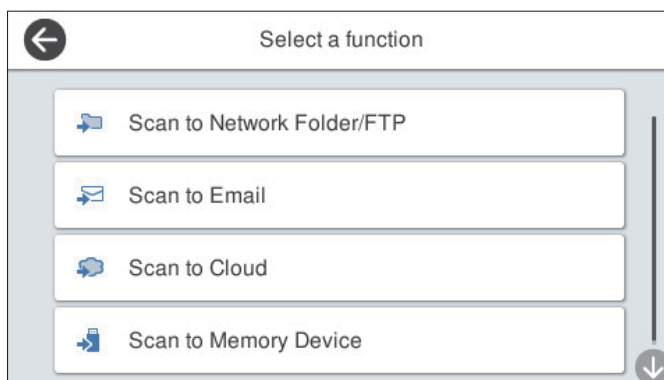 Select a function
Scan to Network Folder/FTP
Scan to Email
Scan to Cloud
Scan to Memory Device